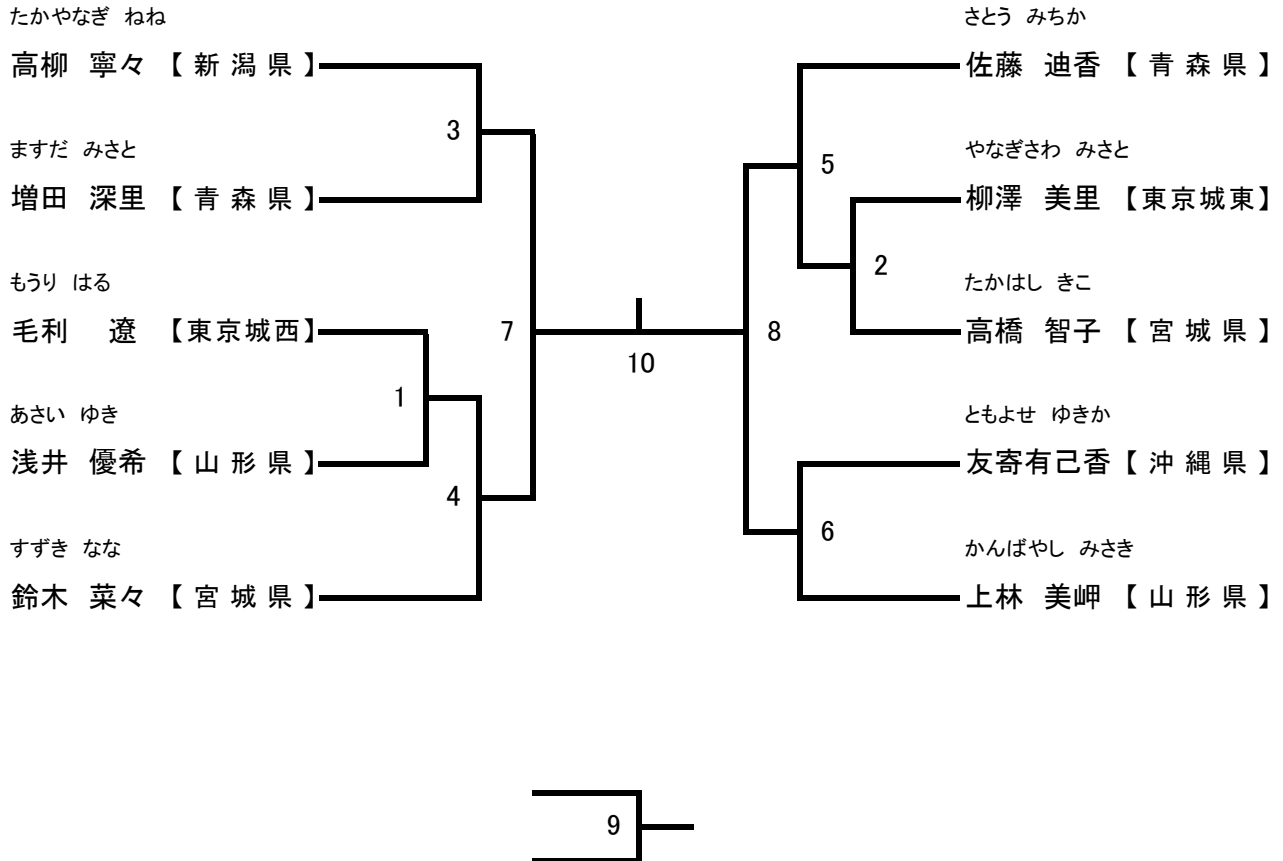 たかやなぎ ねね
高柳 寧々 【 新 潟 県 】
3
ますだ みさと
増田 深里 【 青 森 県 】
もうり はる
毛利 遼 【東京城西】
7
1
あさい ゆき
浅井 優希 【 山 形 県 】
4
すずき なな
鈴木 菜々 【 宮 城 県 】
10
さとう みちか
佐藤 迪香 【 青 森 県 】
5
やなぎさわ みさと
柳澤 美里 【東京城東】
2
たかはし きこ
高橋 智子 【 宮 城 県 】
8
ともよせ ゆきか
友寄有己香 【 沖 縄 県 】
6
かんばやし みさき
上林 美岬 【 山 形 県 】
9